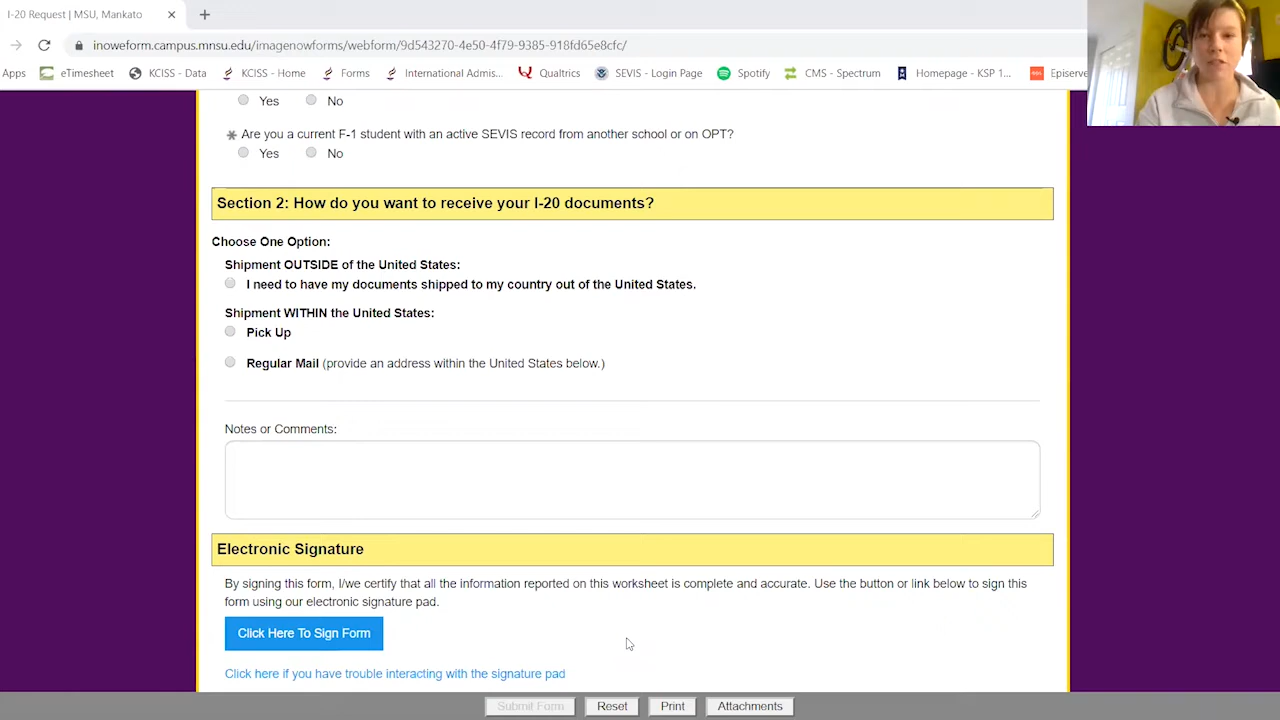 I-20 Request | MSU, Mankato
inoweform.campus.mnsu.edu/imagenowforms/webform/9d543270-4e50-4f79-9385-918fd65e8cfc/
Apps eTimesheet KCISS - Data KCISS - Home Forms International Admis... Qualtrics SEVIS - Login Page Spotify CMS - Spectrum Homepage - KSP 1... Episerve
Yes No
* Are you a current F-1 student with an active SEVIS record from another school or on OPT?
Yes No
Section 2: How do you want to receive your I-20 documents?
Choose One Option:
Shipment OUTSIDE of the United States:
I need to have my documents shipped to my country out of the United States.
Shipment WITHIN the United States:
Pick Up
Regular Mail (provide an address within the United States below.)
Notes or Comments:
Electronic Signature
By signing this form, I/we certify that all the information reported on this worksheet is complete and accurate. Use the button or link below to sign this
form using our electronic signature pad.
Click Here To Sign Form
Click here if you have trouble interacting with the signature pad
Submit Form Reset Print Attachments